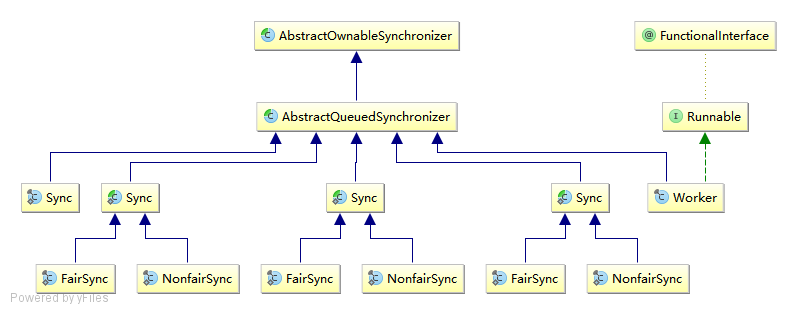 AbstractOwnableSynchronizer
FunctionalInterface
AbstractQueuedSynchronizer
Runnable
Sync
Sync
Sync
Sync
Worker
FairSync
NonfairSync
FairSync
NonfairSync
FairSync
NonfairSync
Powered by yFiles